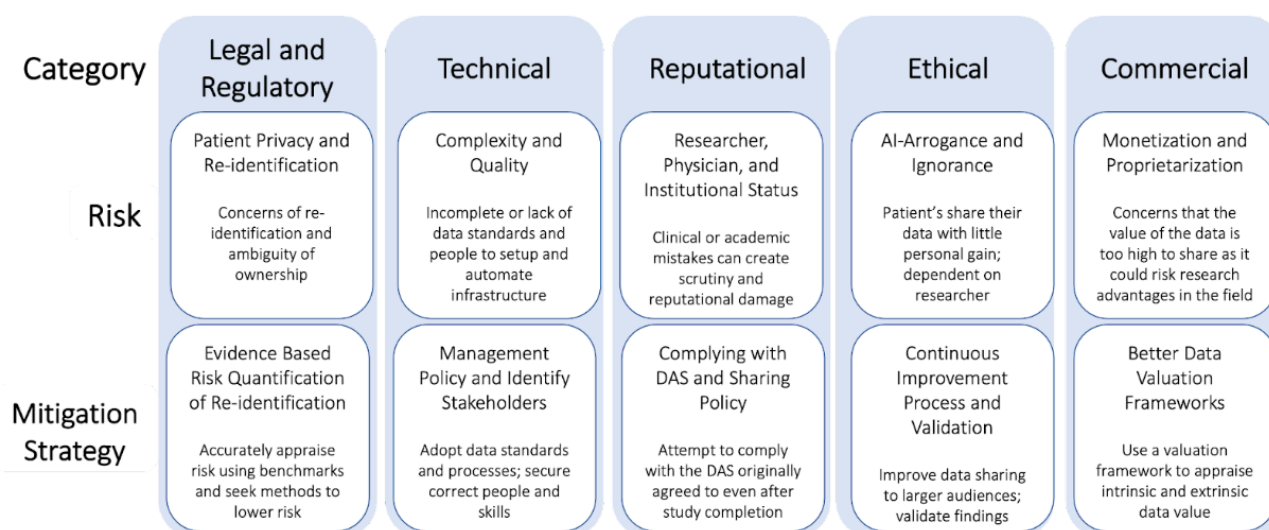 Category
Legal and
Regulatory
Technical
Reputational
Ethical
Commercial
Risk
Patient Privacy and
Re-identification
Concerns of re-
identification and
ambiguity of
ownership
Complexity and
Quality
Incomplete or lack of
data standards and
people to setup and
automate
infrastructure
Researcher,
Physician, and
Institutional Status
Clinical or academic
mistakes can create
scrutiny and
reputational damage
AI-Arrogance and
Ignorance
Patient's share their
data with little
personal gain;
dependent on
researcher
Monetization and
Proprietarization
Concerns that the
value of the data is
too high to share as it
could risk research
advantages in the field
Mitigation
Strategy
Evidence Based
Risk Quantification
of Re-identification
Accurately appraise
risk using benchmarks
and seek methods to
lower risk
Management
Policy and Identify
Stakeholders
Adopt data standards
and processes; secure
correct people and
skills
Complying with
DAS and Sharing
Policy
Attempt to comply
with the DAS originally
agreed to even after
study completion
Continuous
Improvement
Process and
Validation
Improve data sharing
to larger audiences;
validate findings
Better Data
Valuation
Frameworks
Use a valuation
framework to appraise
intrinsic and extrinsic
data value